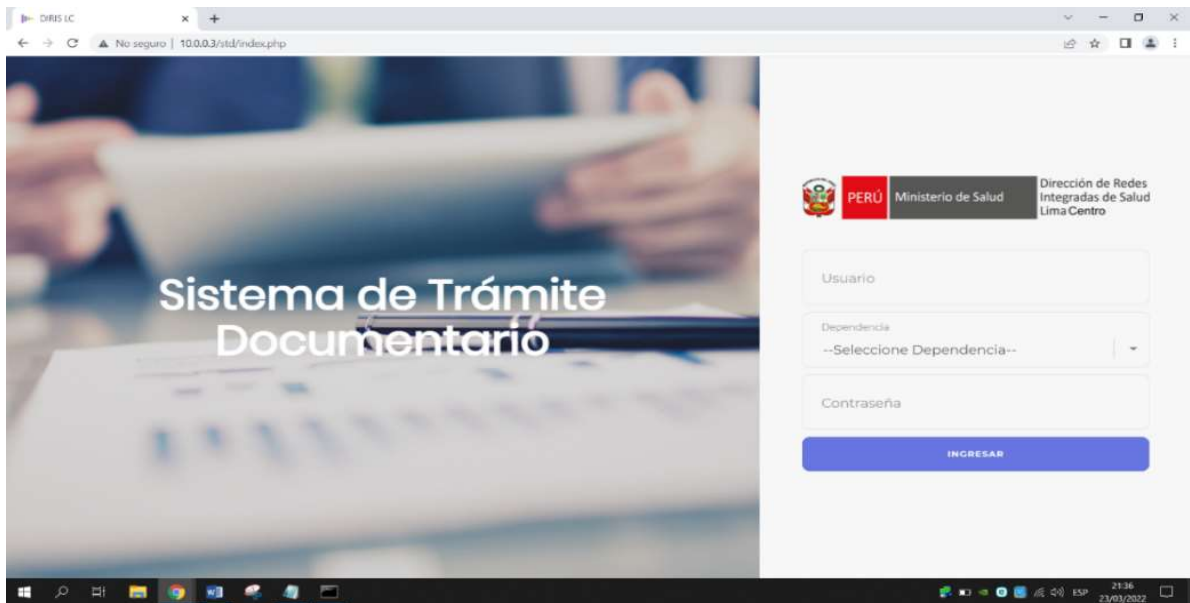 DIRIS LC
No seguro | 10.0.0.3/std/index.php
PERÚ
Ministerio de Salud
Dirección de Redes
Integradas de Salud
Lima Centro
Sistema de Trámite
Documentario
Usuario
Dependencia
--Seleccione Dependencia--
Contraseña
INGRESAR
ESP
21:36
23/03/2022